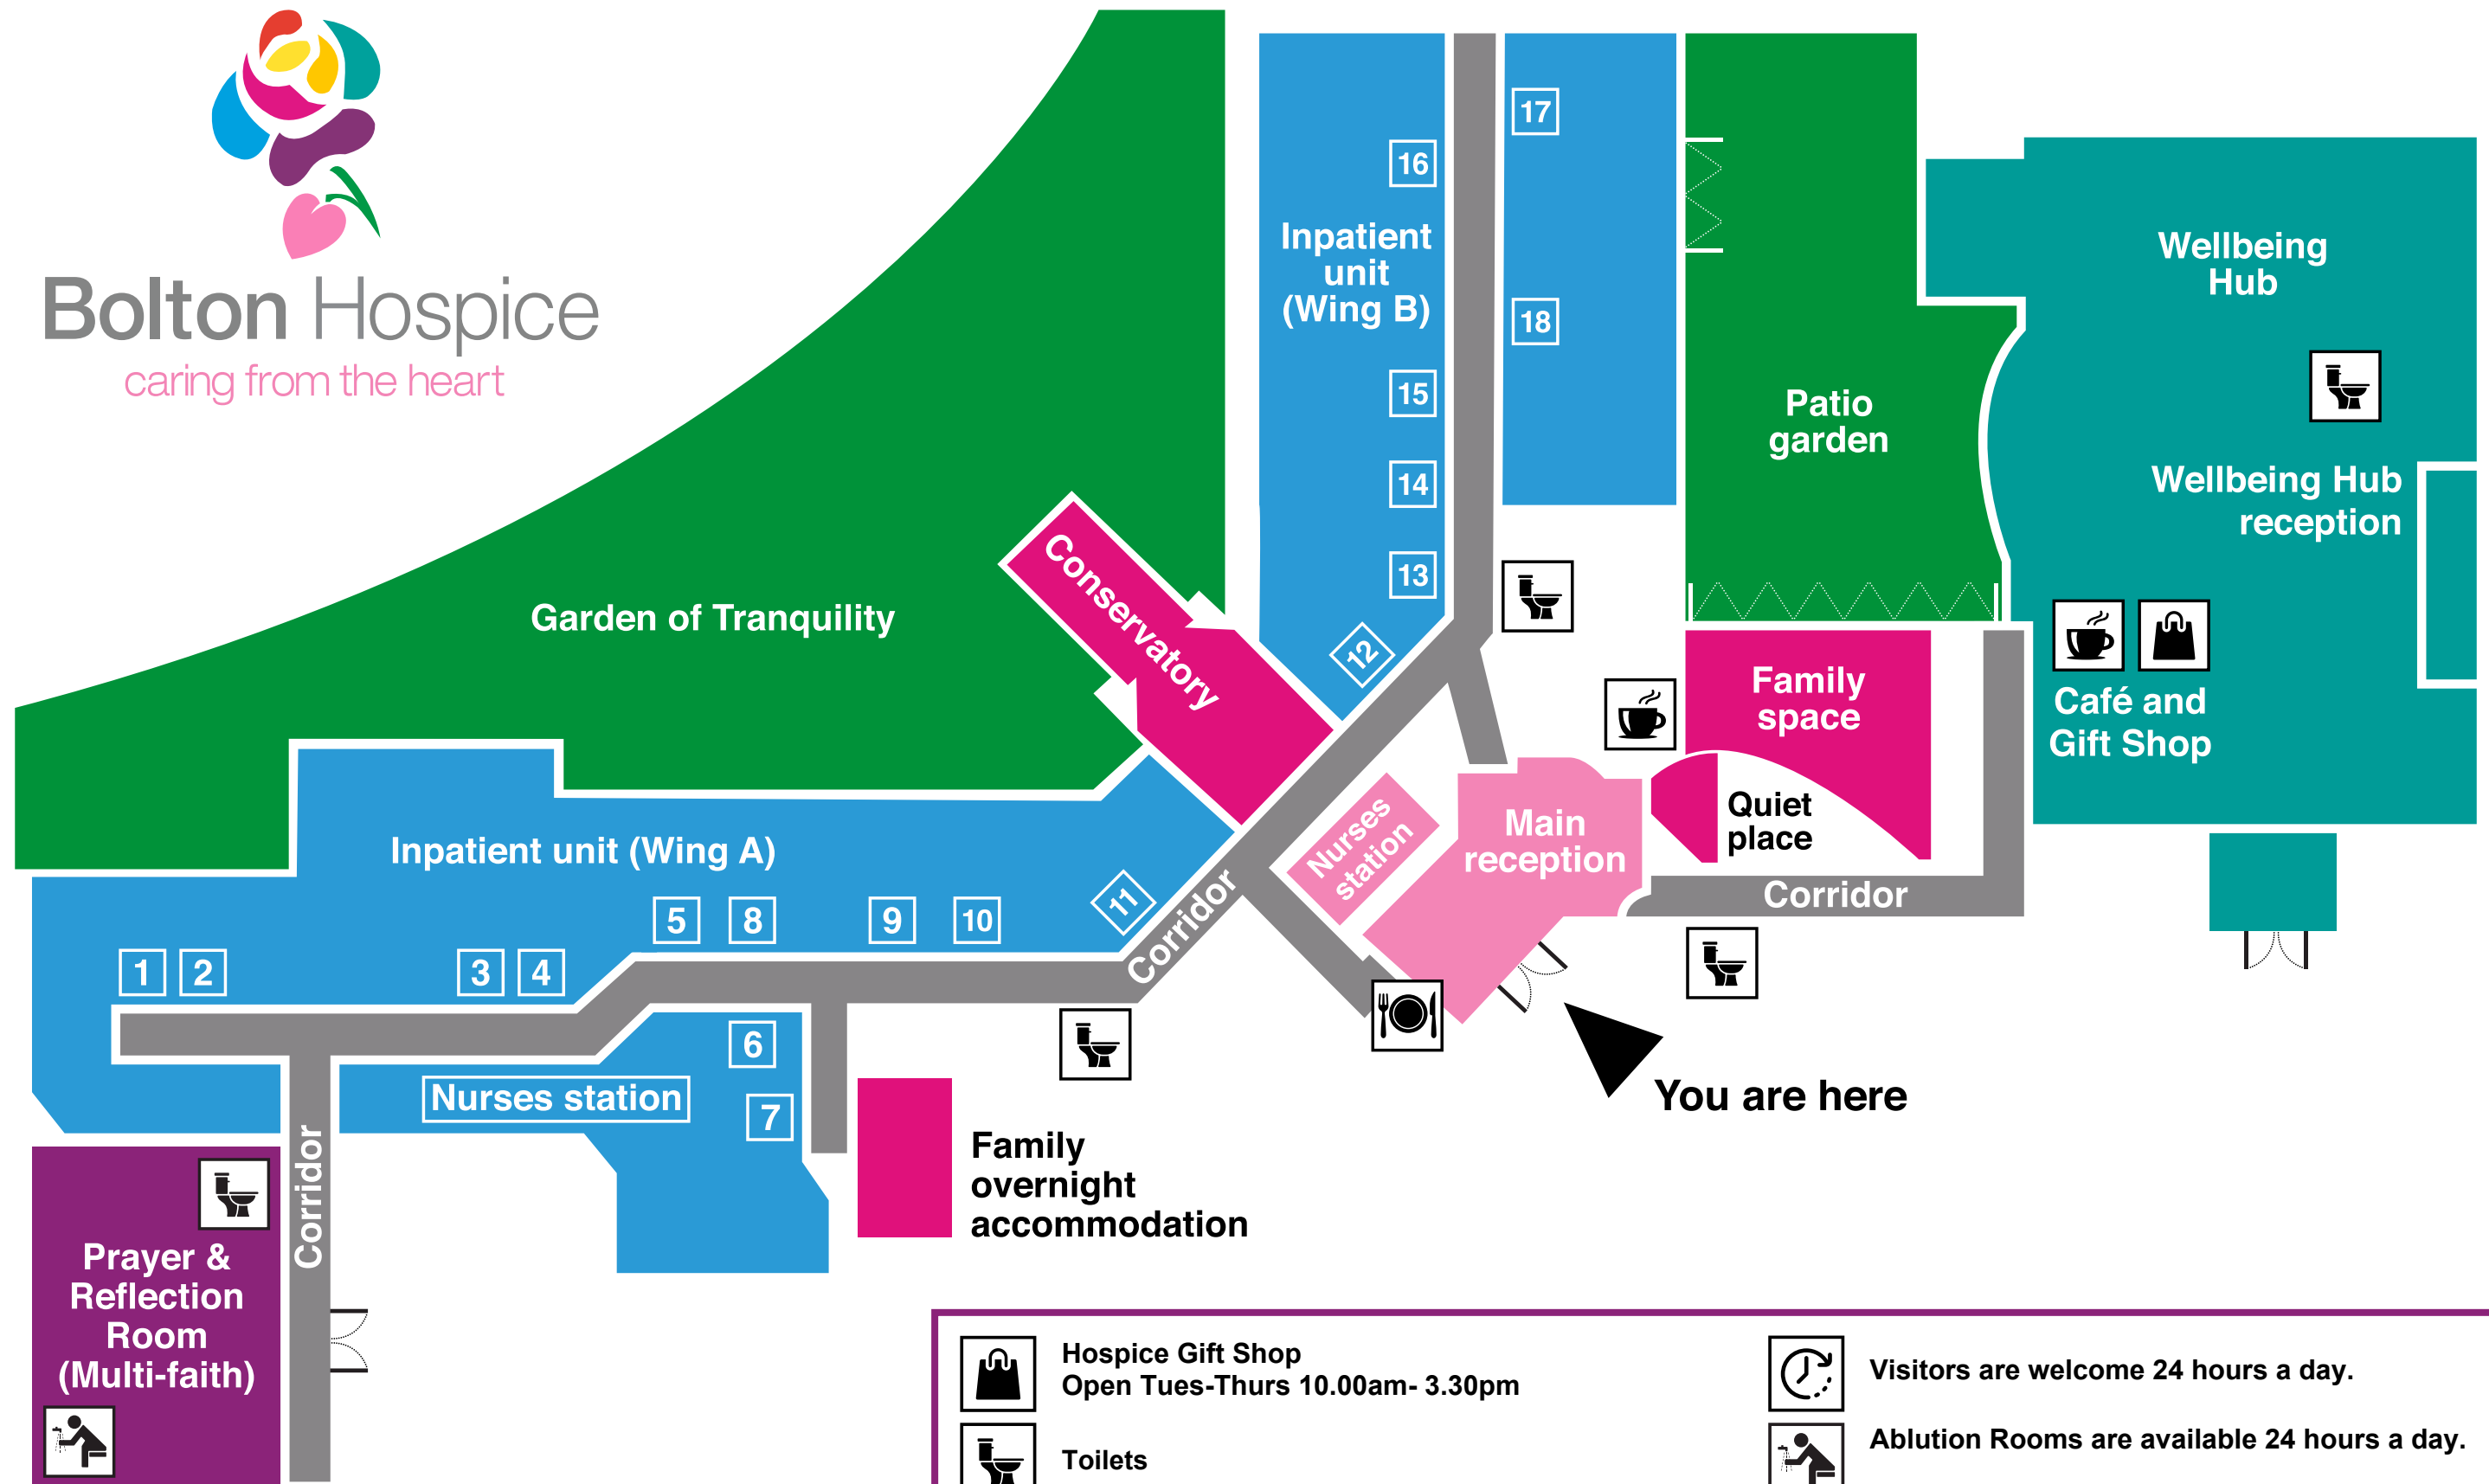 Bolton Hospice
caring from the heart
Garden of Tranquility
Conservatory
Inpatient
unit
(Wing B)
16
15
14
13
12
17
18
Patio
garden
Wellbeing
Hub
Wellbeing Hub
reception
Café and
Gift Shop
Family
space
Quiet
place
Main
reception
Nurses
station
Corridor
Corridor
You are here
Inpatient unit (Wing A)
1
2
3
4
5
8
9
10
11
6
7
Nurses station
Corridor
Family
overnight
accommodation
Prayer &
Reflection
Room
(Multi-faith)
Hospice Gift Shop
Open Tues-Thurs 10.00am- 3.30pm
Toilets
Visitors are welcome 24 hours a day.
Ablution Rooms are available 24 hours a day.